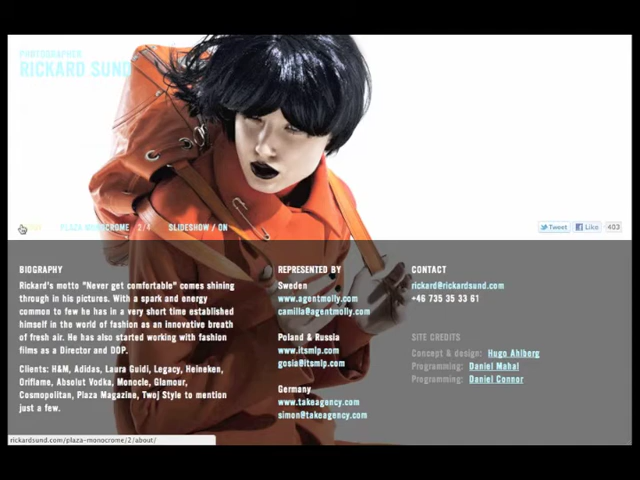 PHOTOGRAPHER
RICKARD SUND
PLAZA MONOCROME 2/4 SLIDESHOW / ON
Tweet Like 403
BIOGRAPHY
Rickard's motto "Never get comfortable" comes shining
through in his pictures. With a spark and energy
common to few he has in a very short time established
himself in the world of fashion as an innovative breath
of fresh air. He has also started working with fashion
films as a Director and DOP.
Clients: H&M, Adidas, Laura Guidi, Legacy, Heineken,
Oriflame, Absolut Vodka, Monocle, Glamour,
Cosmopolitan, Plaza Magazine, Twoj Style to mention
just a few.
REPRESENTED BY
Sweden
www.agentmolly.com
camilla@agentmolly.com
Poland & Russia
www.itsmlp.com
gosia@itsmlp.com
Germany
www.takeagency.com
simon@takeagency.com
CONTACT
rickard@rickardsund.com
+46 735 35 33 61
SITE CREDITS
Concept & design: Hugo Ahlberg
Programming: Daniel Mahal
Programming: Daniel Connor
rickardsund.com/plaza-monocrome/2/about/